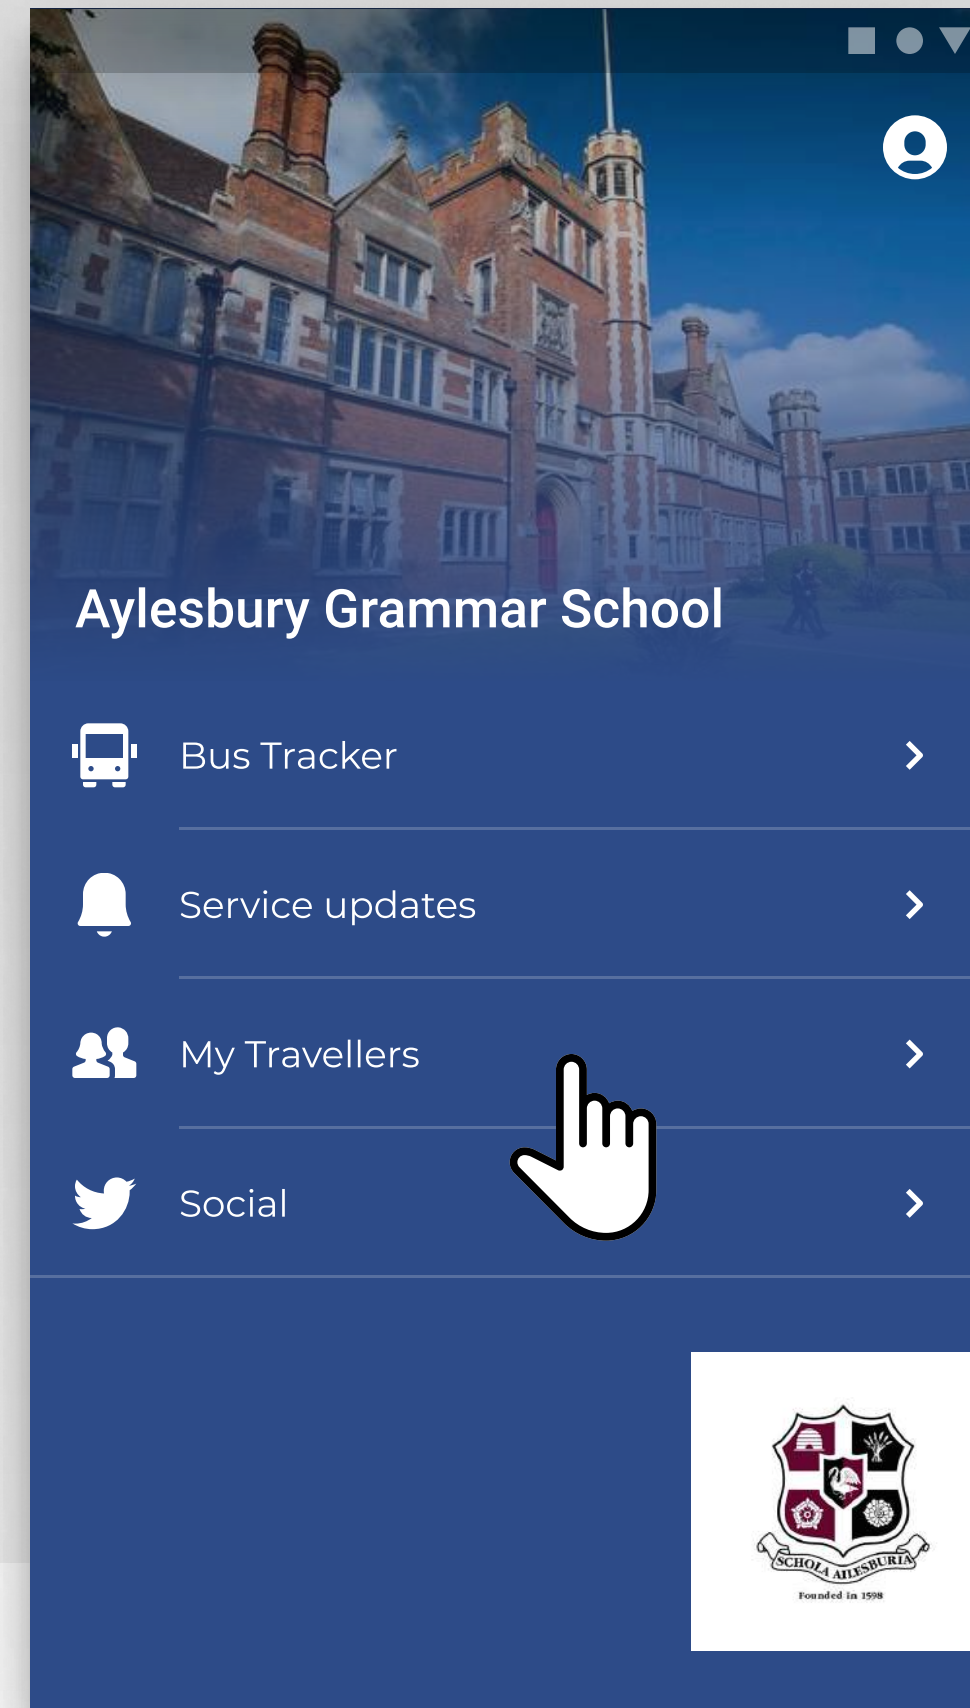 Aylesbury Grammar School
Bus Tracker
Service updates
My Travellers
Social
SCHOLA AILESBURIA
Founded in 1598